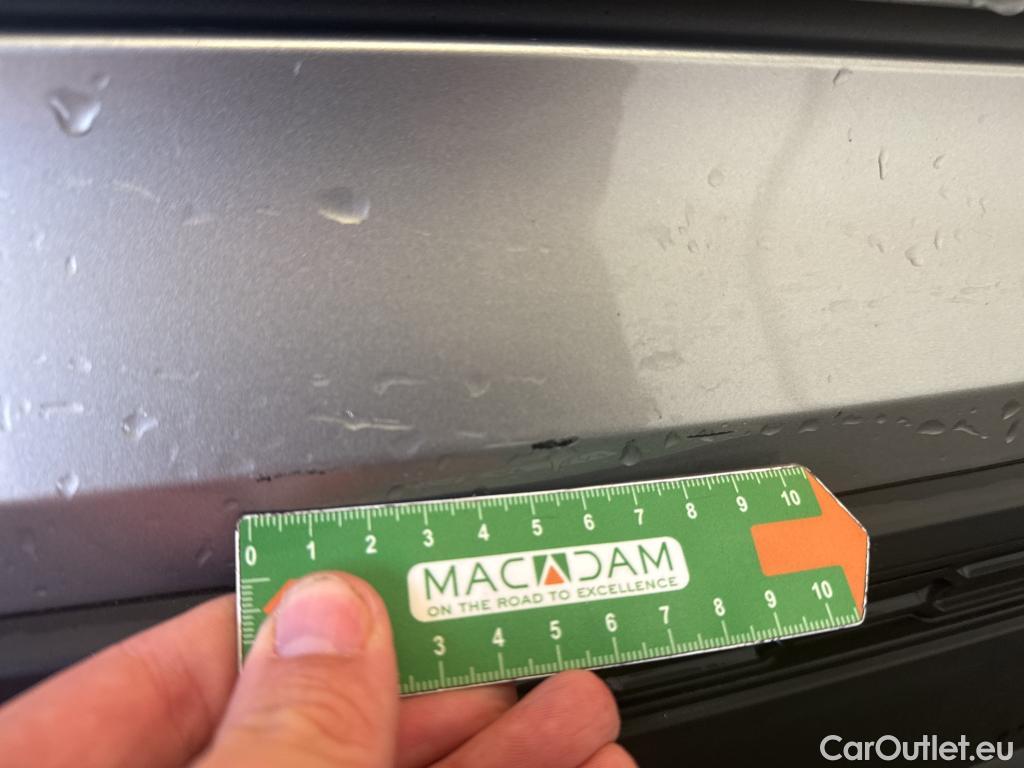 0 1 2 3 4 5 6 7 8 9 10
MACADAM
ON THE ROAD TO EXCELLENCE
3 4 5 6 7 8 9 10
CarOutlet.eu